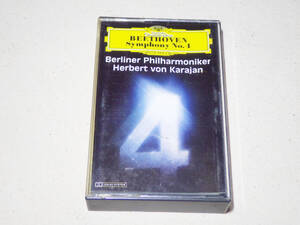 BEETHOVEN
Symphony No. 4
Berliner Philharmoniker
Herbert von Karajan
4